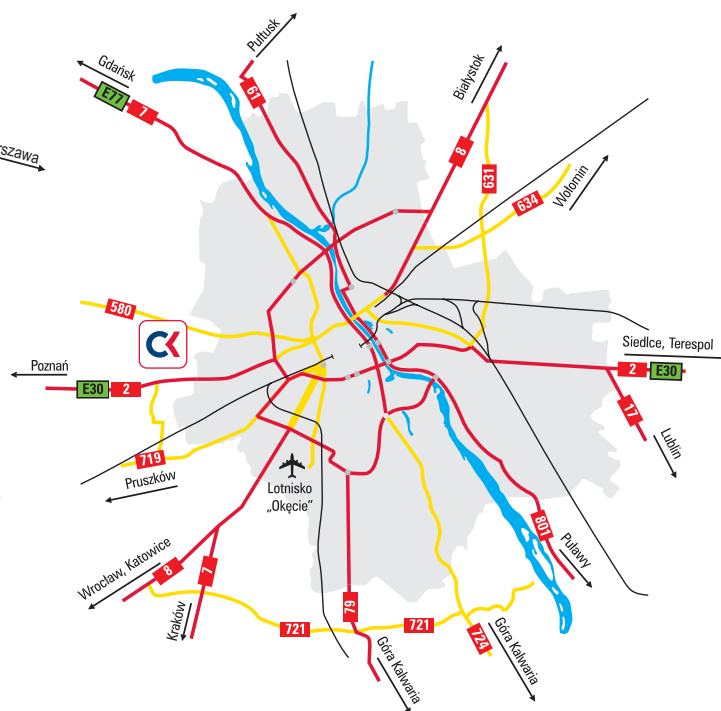 Pułtusk
Gdańsk
E77
7
61
Białystok
8
631
634
Wołomin
rszawa
580
CK
Poznań
E30
2
Siedlce, Terespol
2
E30
17
Lublin
719
Pruszków
Lotnisko
„Okęcie”
801
Puławy
Wrocław, Katowice
8
7
Kraków
79
721
721
724
Góra Kalwaria
Góra Kalwaria